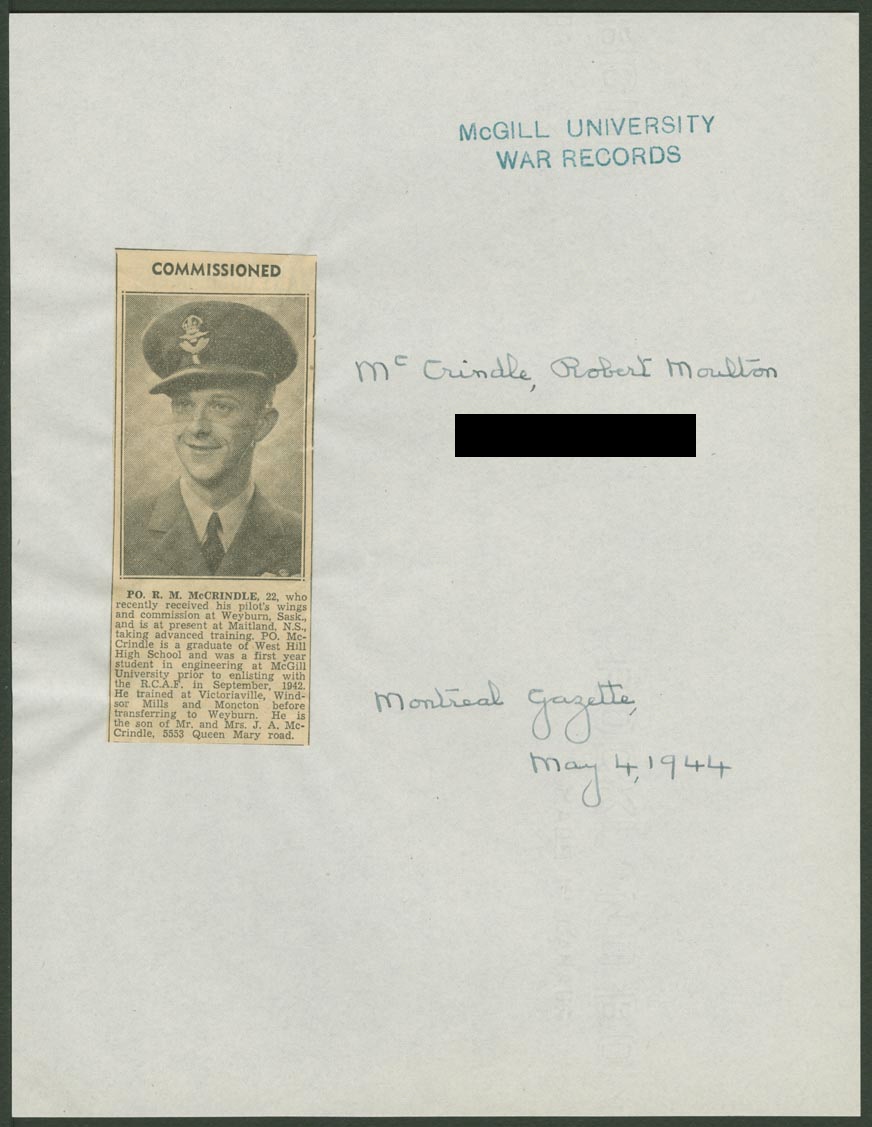 McGILL UNIVERSITY
WAR RECORDS
COMMISSIONED
Mc Crindle, Robert Moulton
PO. R. M. McCRINDLE, 22, who
recently received his pilot's wings
and commission at Weyburn, Sask.,
and is at present at Maitland, N.S.,
taking advanced training. PO. Mc-
Crindle is a graduate of West Hill
High School and was a first year
student in engineering at McGill
University prior to enlisting with
the R.C.A.F. in September, 1942.
He trained at Victoriaville, Wind-
sor Mills and Moncton before
transferring to Weyburn. He is
the son of Mr. and Mrs. J. A. Mc-
Crindle, 5553 Queen Mary road.
Montreal Gazette,
May 4, 1944